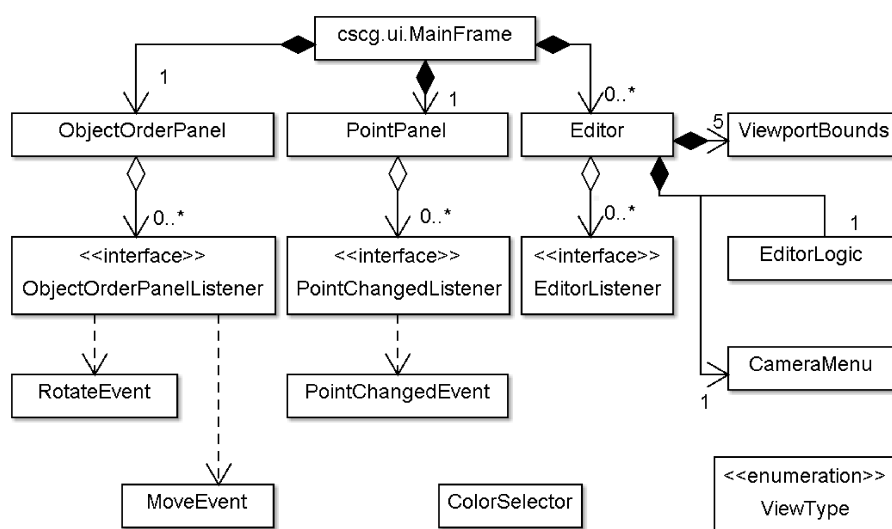 cscg.ui.MainFrame
1
1
0..*
ObjectOrderPanel
PointPanel
Editor
5
ViewportBounds
0..*
0..*
0..*
1
<<interface>>
ObjectOrderPanelListener
<<interface>>
PointChangedListener
<<interface>>
EditorListener
EditorLogic
CameraMenu
1
RotateEvent
PointChangedEvent
MoveEvent
ColorSelector
<<enumeration>>
ViewType